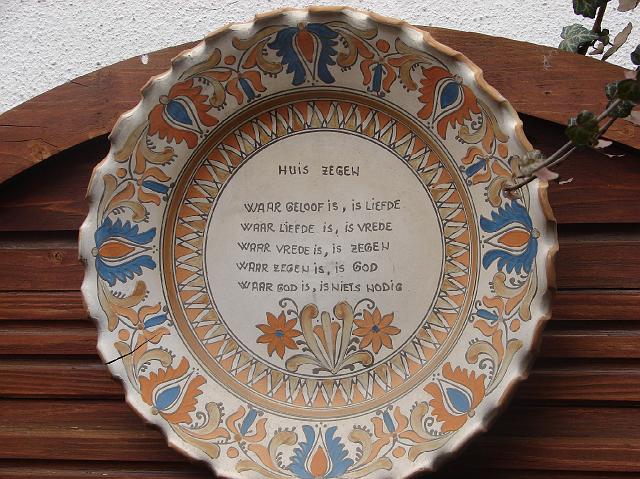 HUIS ZEGEN
WAAR GELOOF IS, IS LIEFDE
WAAR LIEFDE IS, IS VREDE
WAAR VREDE IS, IS ZEGEN
WAAR ZEGEN IS, IS GOD
WAAR GOD IS, IS NIETS NODIG